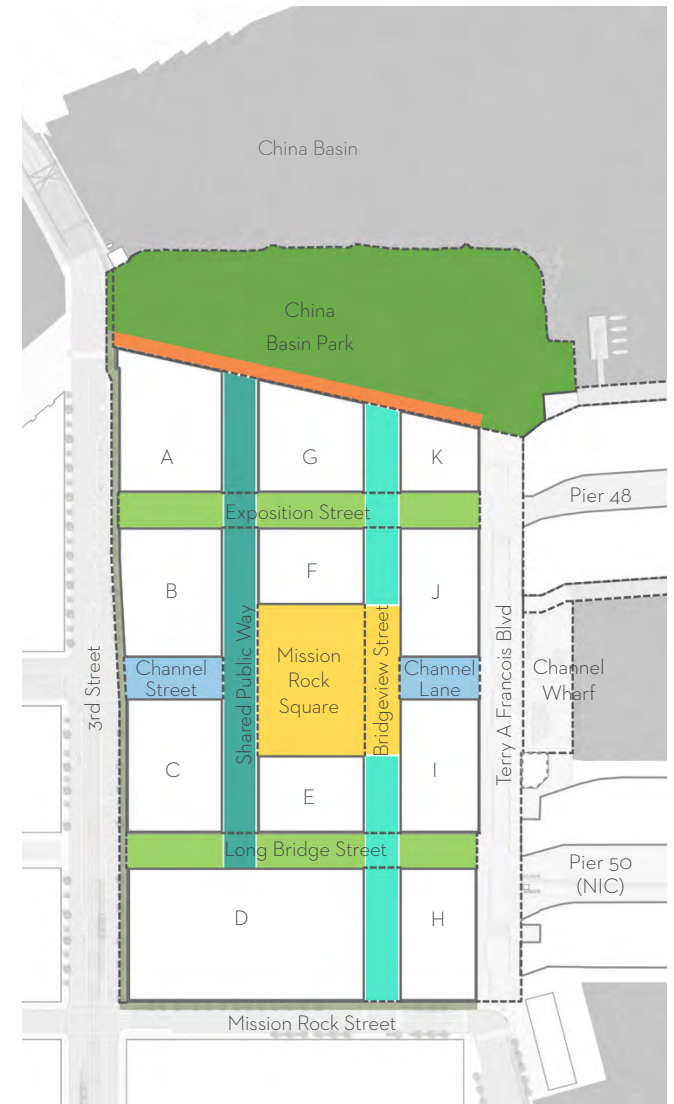 China Basin
China
Basin Park
A
G
K
Pier 48
Exposition Street
F
B
J
3rd Street
Channel
Street
Shared Public Way
Mission
Rock
Square
Bridgeview Street
Channel
Lane
Terry A Francois Blvd
Channel
Wharf
C
E
I
Long Bridge Street
Pier 50
(NIC)
D
H
Mission Rock Street